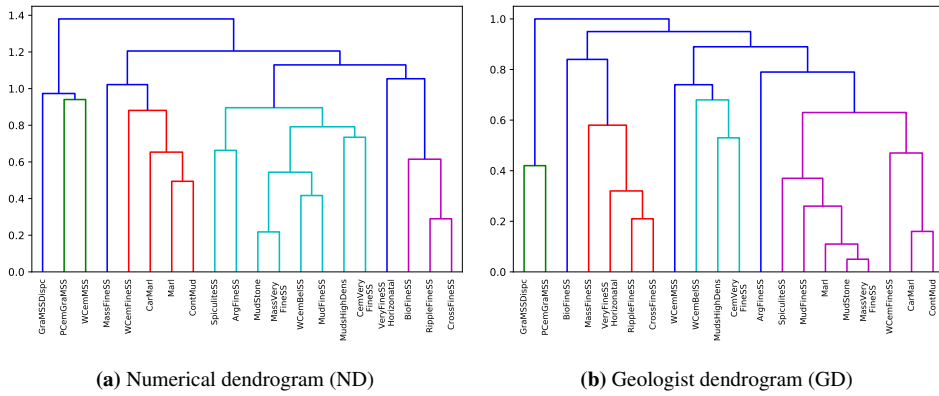 1.4
1.2
1.0
0.8
0.6
0.4
0.2
0.0
GraMSSDispc
PCemGraMSS
WCemMSS
MassFineSS
WCemFineSS
CarMarl
Marl
ContMud
SpiculiteSS
ArgFineSS
MudStone
MassVery
FineSS
WCemBelSS
MudFineSS
MudsHighDens
CemVery
FineSS
VeryFineSS
Horizonatal
BioFineSS
RippleFineSS
CrossFineSS
(a) Numerical dendrogram (ND)
1.0
0.8
0.6
0.4
0.2
0.0
GraMSSDispc
PCemGraMSS
BioFineSS
MassFineSS
VeryFineSS
Horizonatal
RippleFineSS
CrossFineSS
WCemMSS
WCemBelSS
MudsHighDens
CemVery
FineSS
ArgFineSS
SpiculiteSS
MudFineSS
Marl
MudStone
MassVery
FineSS
WCemFineSS
CarMarl
ContMud
(b) Geologist dendrogram (GD)